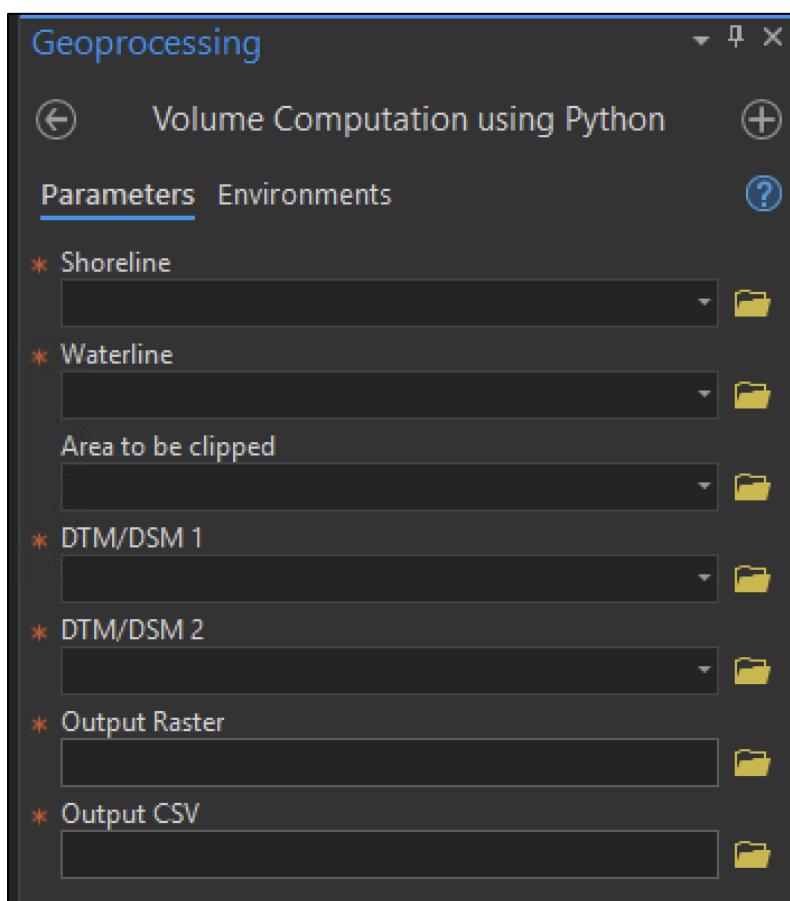 Geoprocessing
Volume Computation using Python
Parameters Environments
* Shoreline
* Waterline
Area to be clipped
* DTM/DSM 1
* DTM/DSM 2
* Output Raster
* Output CSV